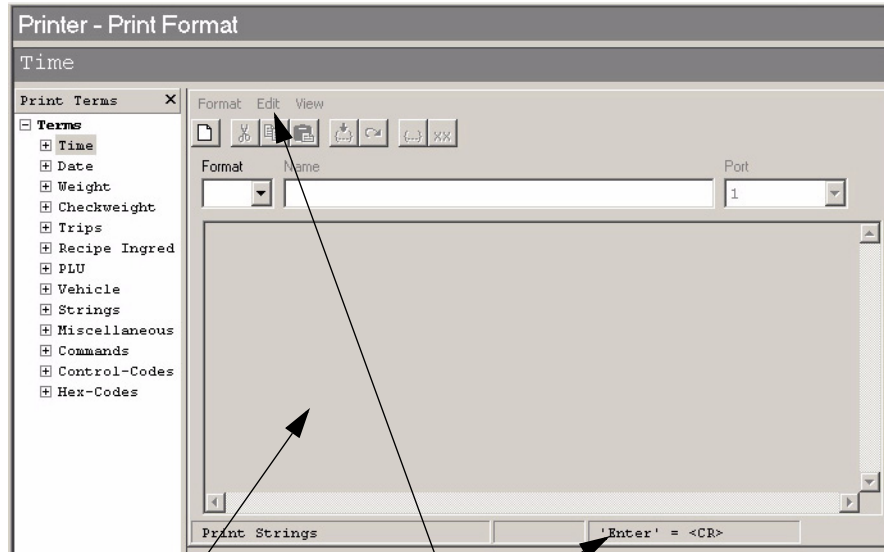 Printer - Print Format
Time
Print Terms X
Terms
Time
Date
Weight
Checkweight
Trips
Recipe Ingred
PLU
Vehicle
Strings
Miscellaneous
Commands
Control-Codes
Hex-Codes
Format Edit View
{...} XX
Format Name Port
1
Print Strings 'Enter' = <CR>